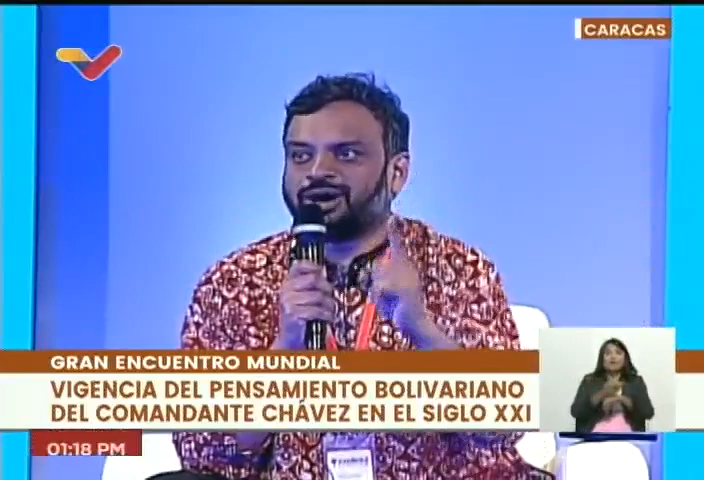 CARACAS
GRAN ENCUENTRO MUNDIAL
VIGENCIA DEL PENSAMIENTO BOLIVARIANO
DEL COMANDANTE CHÁVEZ EN EL SIGLO XXI
01:18 PM